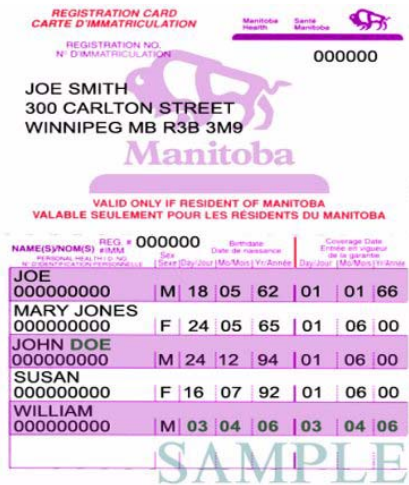 REGISTRATION CARD
CARTE D'IMMATRICULATION
Manitoba Health Santé Manitoba
REGISTRATION NO.
Nº D'IMMATRICULATION
000000
JOE SMITH
300 CARLTON STREET
WINNIPEG MB R3B 3M9
Manitoba
VALID ONLY IF RESIDENT OF MANITOBA
VALABLE SEULEMENT POUR LES RÉSIDENTS DU MANITOBA
NAME(S)/NOM(S) REG. # 000000
#IMM
PERSONAL HEALTH I.D. NO.
Nº D'IDENTIFICATION PERSONNELLE
Sex
Sexe
Birthdate
Date de naissance
Day/Jour Mo/Mois Yr/Année
Coverage Date
Entrée en vigueur
de la garantie
Day/Jour Mo/Mois Yr/Année
JOE
000000000 M 18 05 62 01 01 66
MARY JONES
000000000 F 24 05 65 01 06 00
JOHN DOE
000000000 M 24 12 94 01 06 00
SUSAN
000000000 F 16 07 92 01 06 00
WILLIAM
000000000 M 03 04 06 03 04 06
SAMPLE